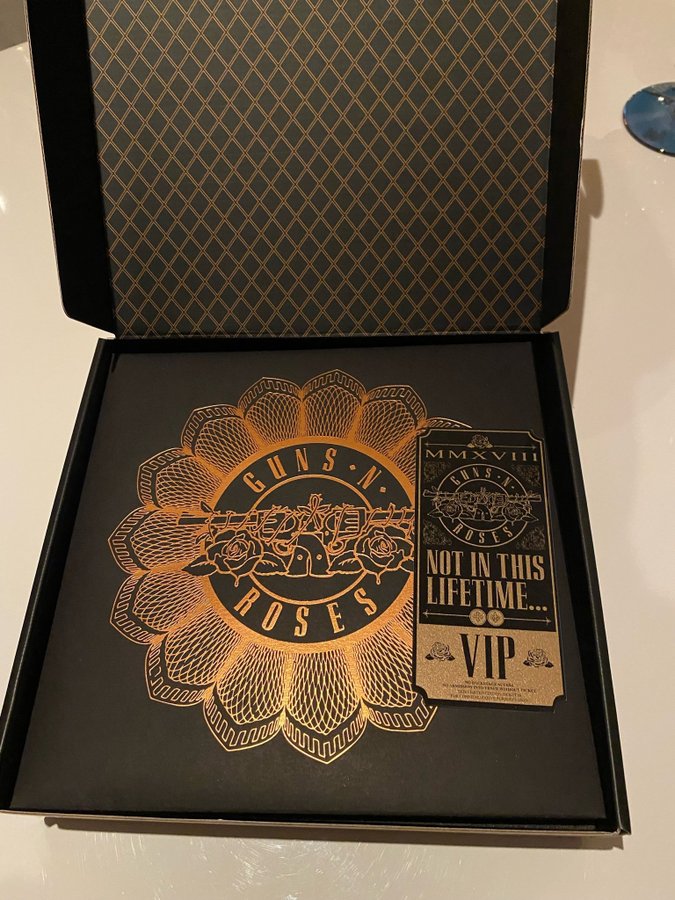 GUNS·N·
ROSES
MMXVIII
GUNS·N·
ROSES
NOT IN THIS
LIFETIME...
VIP